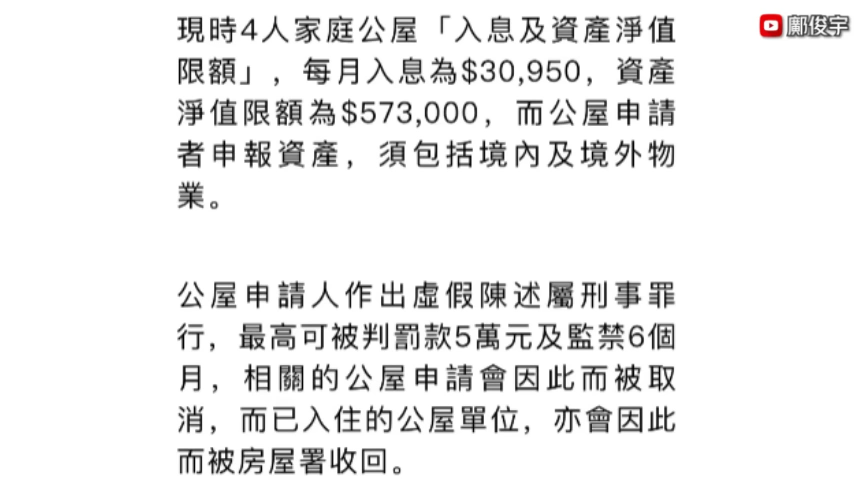 鄺俊宇
現時4人家庭公屋「入息及資產淨值
限額」，每月入息為$30,950，資產
淨值限額為$573,000，而公屋申請
者申報資產，須包括境內及境外物
業。
公屋申請人作出虛假陳述屬刑事罪
行，最高可被判罰款5萬元及監禁6個
月，相關的公屋申請會因此而被取
消，而已入住的公屋單位，亦會因此
而被房屋署收回。